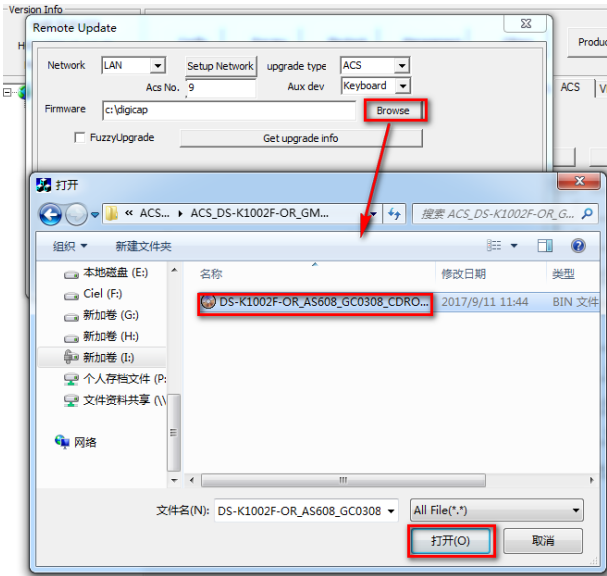 Version Info
Remote Update
Network LAN Setup Network upgrade type ACS
Acs No. 9 Aux dev Keyboard
Firmware c:\digicap Browse
FuzzyUpgrade Get upgrade info
Produc
ACS
打开
« ACS... ▸ ACS_DS-K1002F-OR_GM...
搜索 ACS_DS-K1002F-OR_G...
组织 新建文件夹
名称 修改日期 类型
本地磁盘 (E:)
Ciel (F:)
新加卷 (G:)
新加卷 (H:)
新加卷 (I:)
个人存档文件 (P:
文件资料共享 (\\
网络
DS-K1002F-OR_AS608_GC0308_CDRO... 2017/9/11 11:44 BIN 文件
文件名(N): DS-K1002F-OR_AS608_GC0308 All File(*.*)
打开(O) 取消